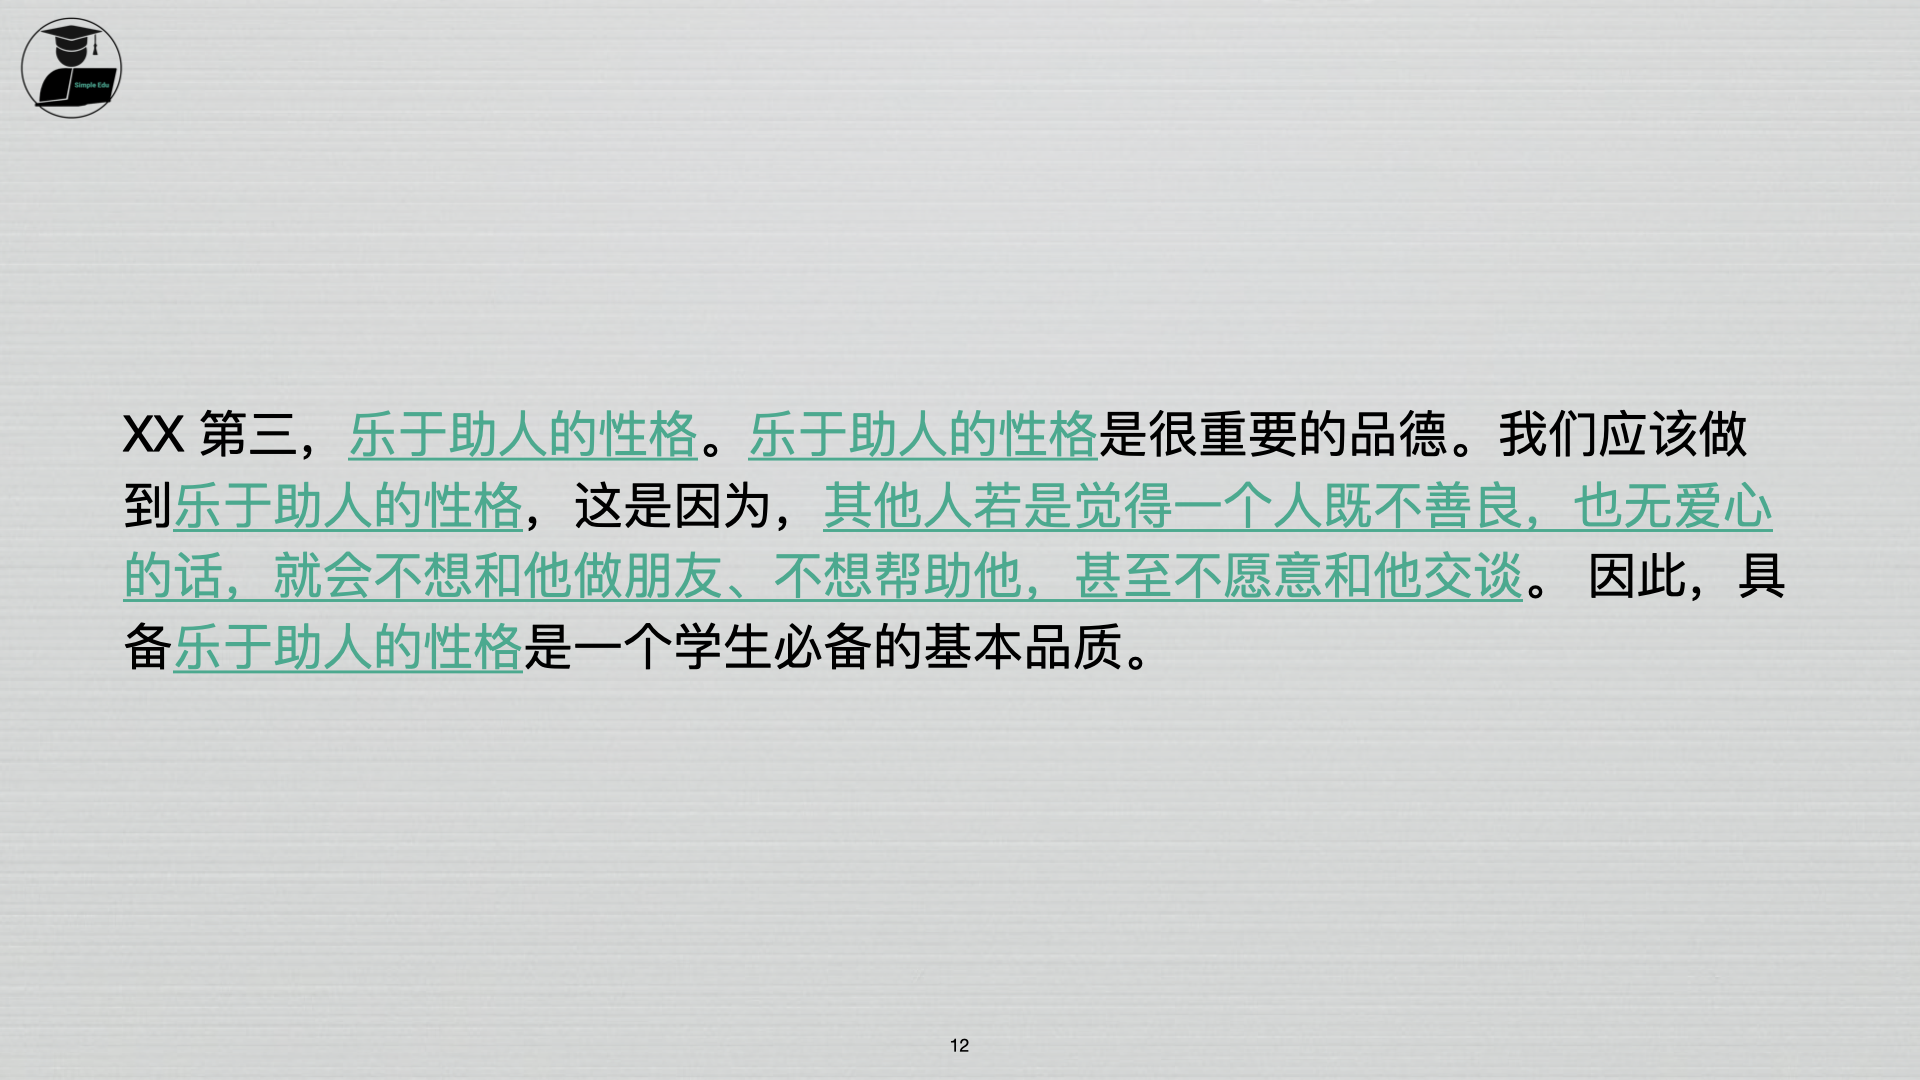 Simple Edu
XX 第三，乐于助人的性格。乐于助人的性格是很重要的品德。我们应该做
到乐于助人的性格，这是因为，其他人若是觉得一个人既不善良，也无爱心
的话，就会不想和他做朋友、不想帮助他，甚至不愿意和他交谈。 因此，具
备乐于助人的性格是一个学生必备的基本品质。
12